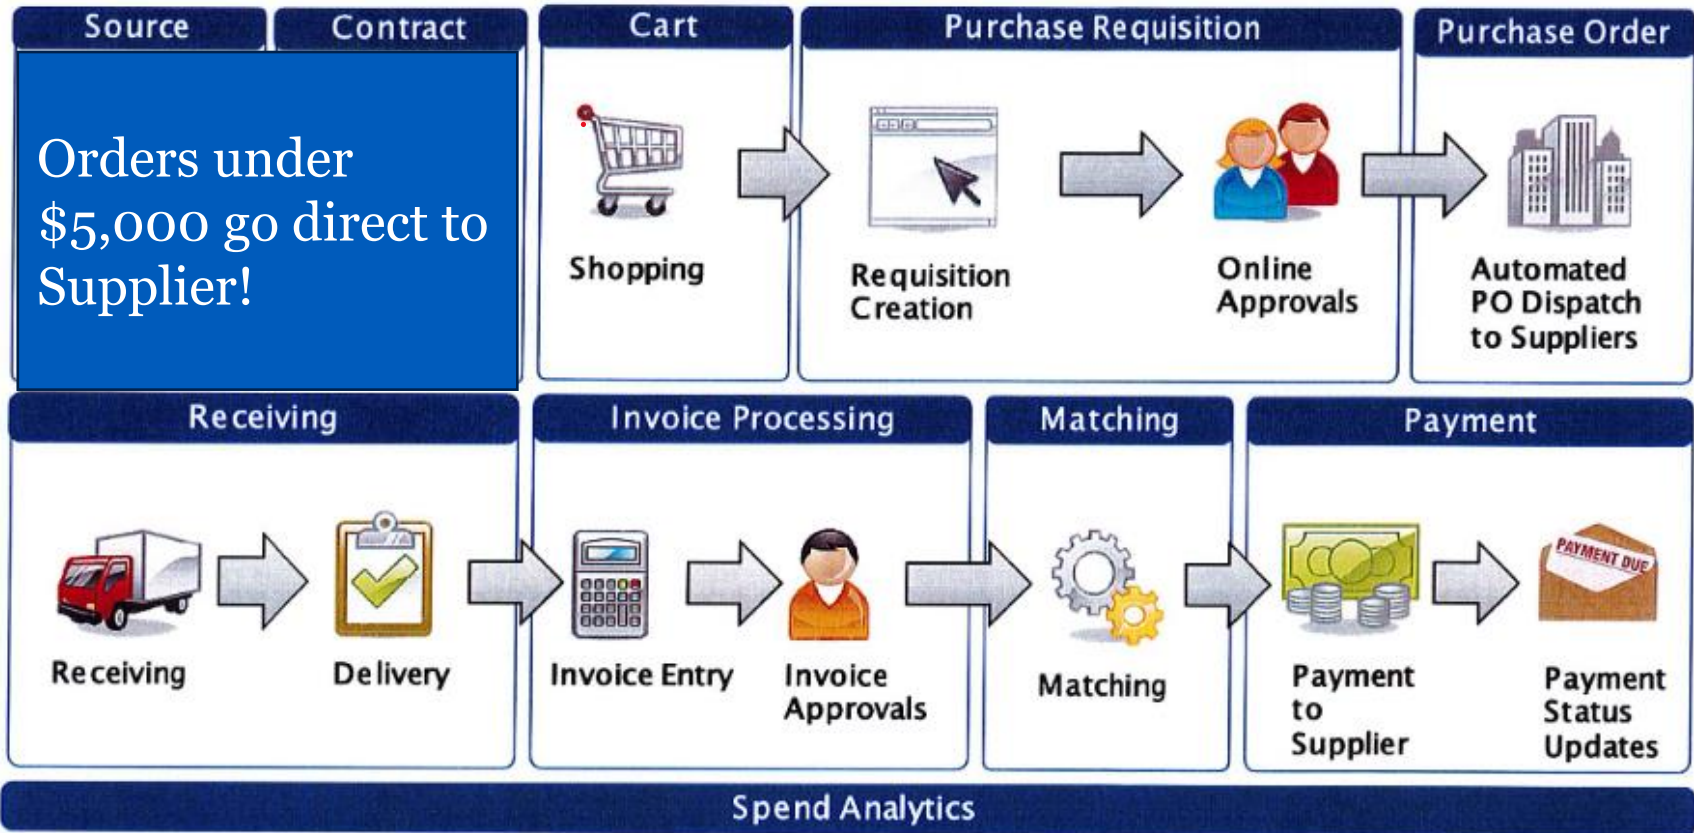 Source
Contract
Cart
Purchase Requisition
Purchase Order
Orders under
$5,000 go direct to
Supplier!
Shopping
Requisition
Creation
Online
Approvals
Automated
PO Dispatch
to Suppliers
Receiving
Invoice Processing
Matching
Payment
Receiving
Delivery
Invoice Entry
Invoice
Approvals
Matching
Payment
to
Supplier
PAYMENT DUE
Payment
Status
Updates
Spend Analytics